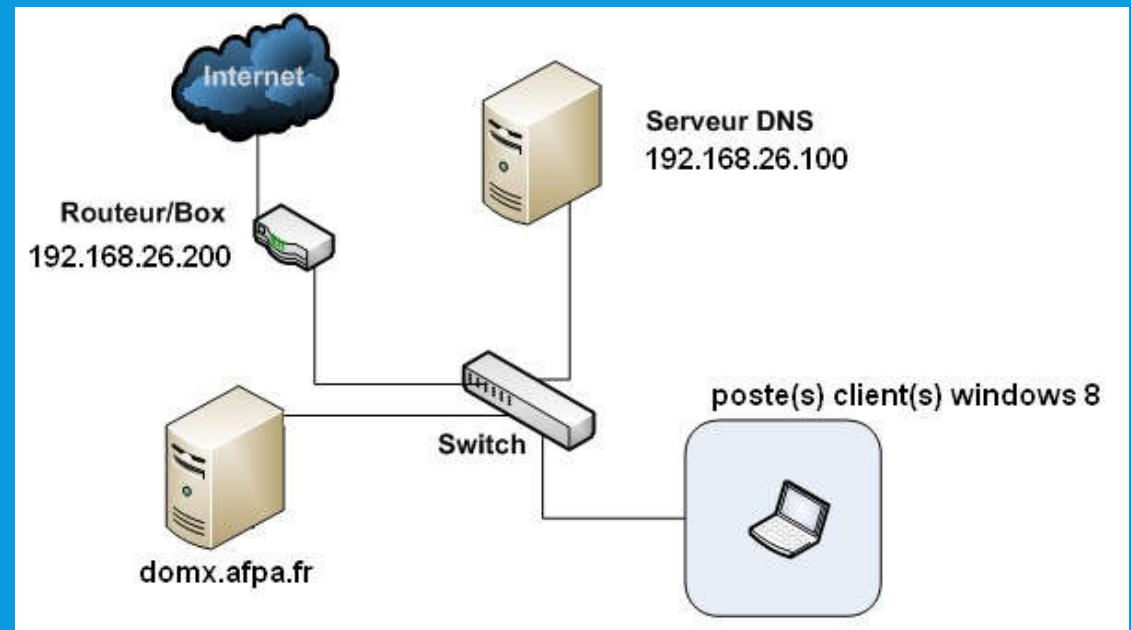 Internet
Serveur DNS
192.168.26.100
Routeur/Box
192.168.26.200
poste(s) client(s) windows 8
Switch
domx.afpa.fr